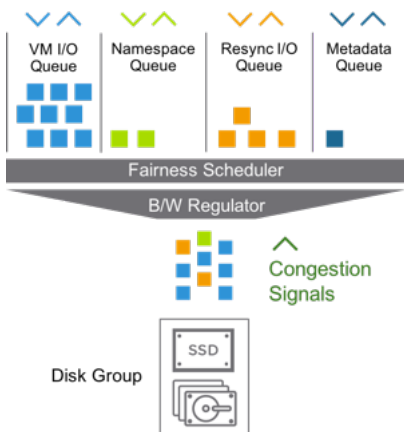 VM I/O
Queue
Namespace
Queue
Resync I/O
Queue
Metadata
Queue
Fairness Scheduler
B/W Regulator
Congestion
Signals
SSD
Disk Group